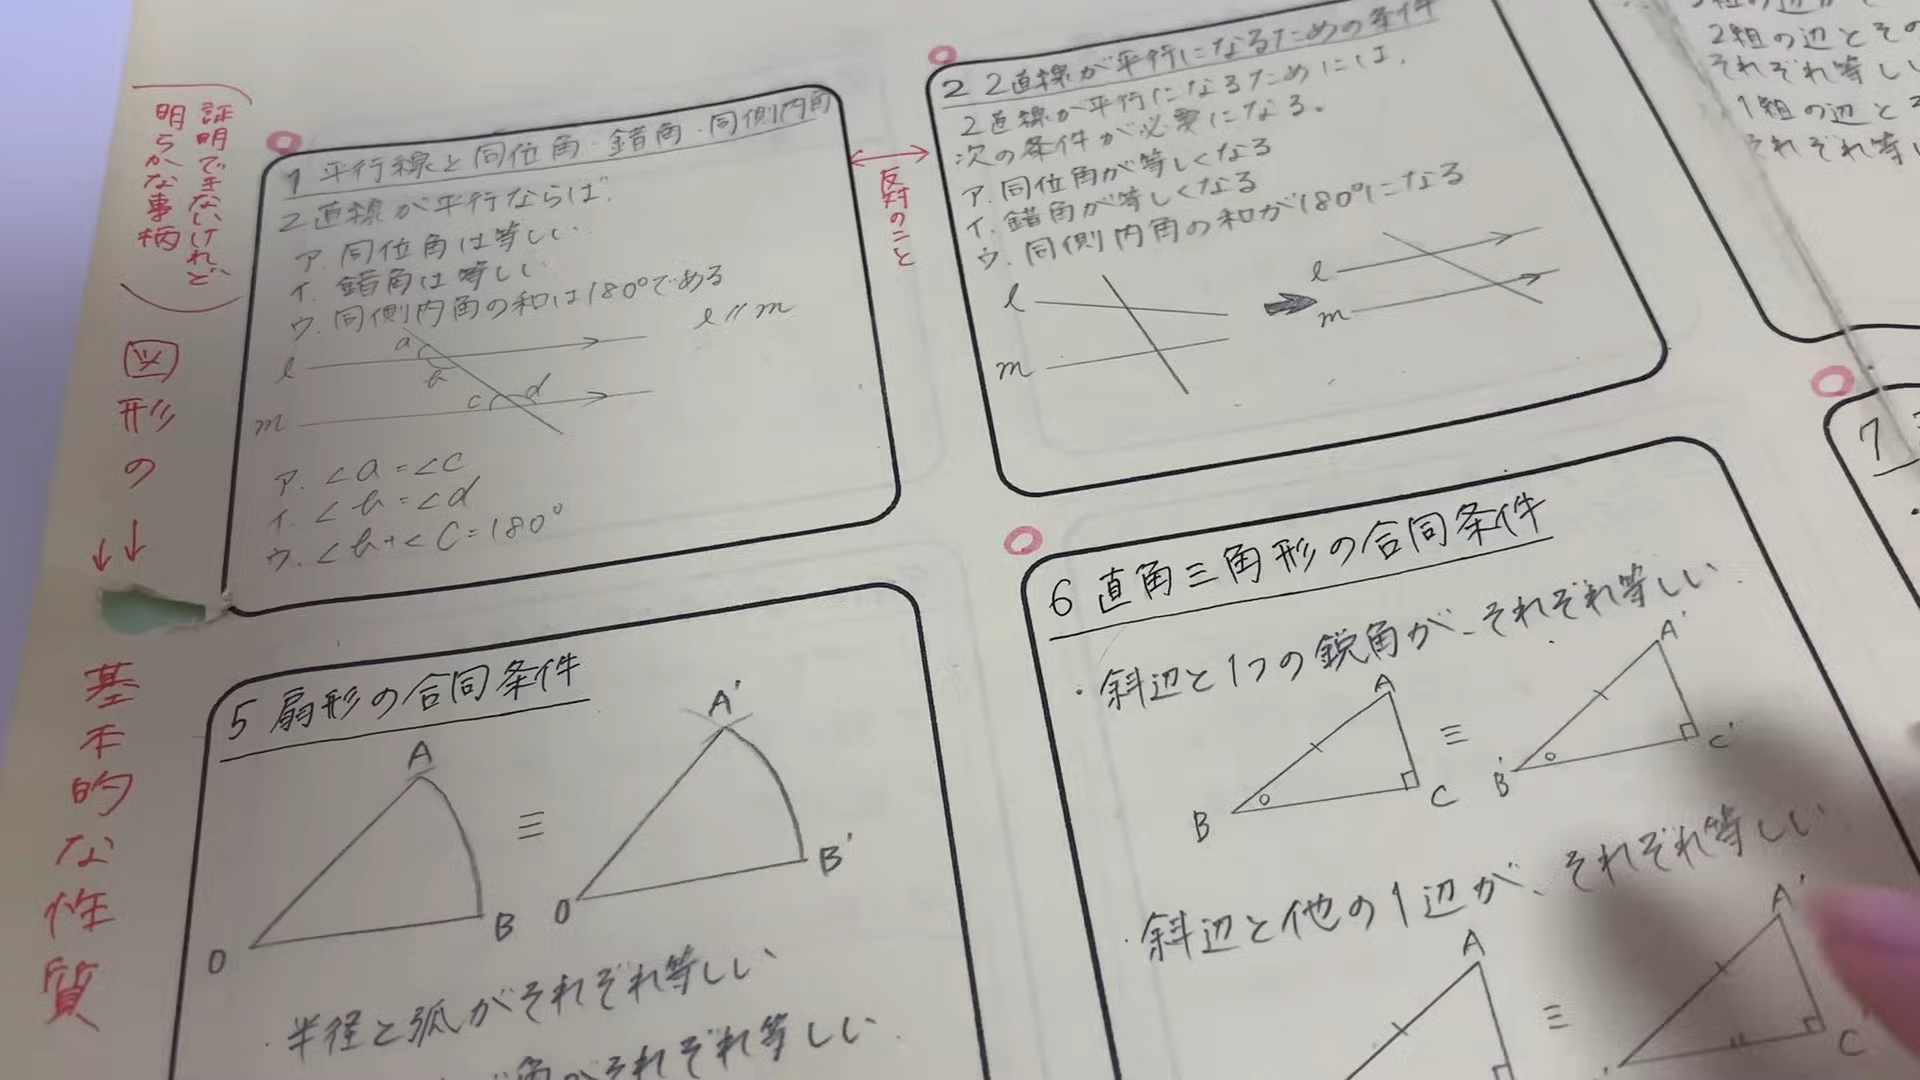 証明できないけれど
明らかな事柄
図形の
基本的な性質
1 平行線と同位角・錯角・同側内角
2直線が平行ならば、
ア. 同位角は等しい
イ. 錯角は等しい
ウ. 同側内角の和は180°である
l // m
a
l
b
c d
m
ア. ∠a=∠c
イ. ∠b=∠d
ウ. ∠b+∠c=180°
反対のこと
2 2直線が平行になるための条件
2直線が平行になるためには、
次の条件が必要になる。
ア. 同位角が等しくなる
イ. 錯角が等しくなる
ウ. 同側内角の和が180°になる
l
m
l
m
2組の辺とその
それぞれ等しい
1組の辺と
それぞれ等し
5 扇形の合同条件
A
A'
≡
O
B
O
B'
・半径と弧がそれぞれ等しい
角がそれぞれ等しい
6 直角三角形の合同条件
・斜辺と1つの鋭角が、それぞれ等しい
A
A'
≡
B
C
B'
C'
・斜辺と他の1辺が、それぞれ等しい
A
A'
≡
C'
7